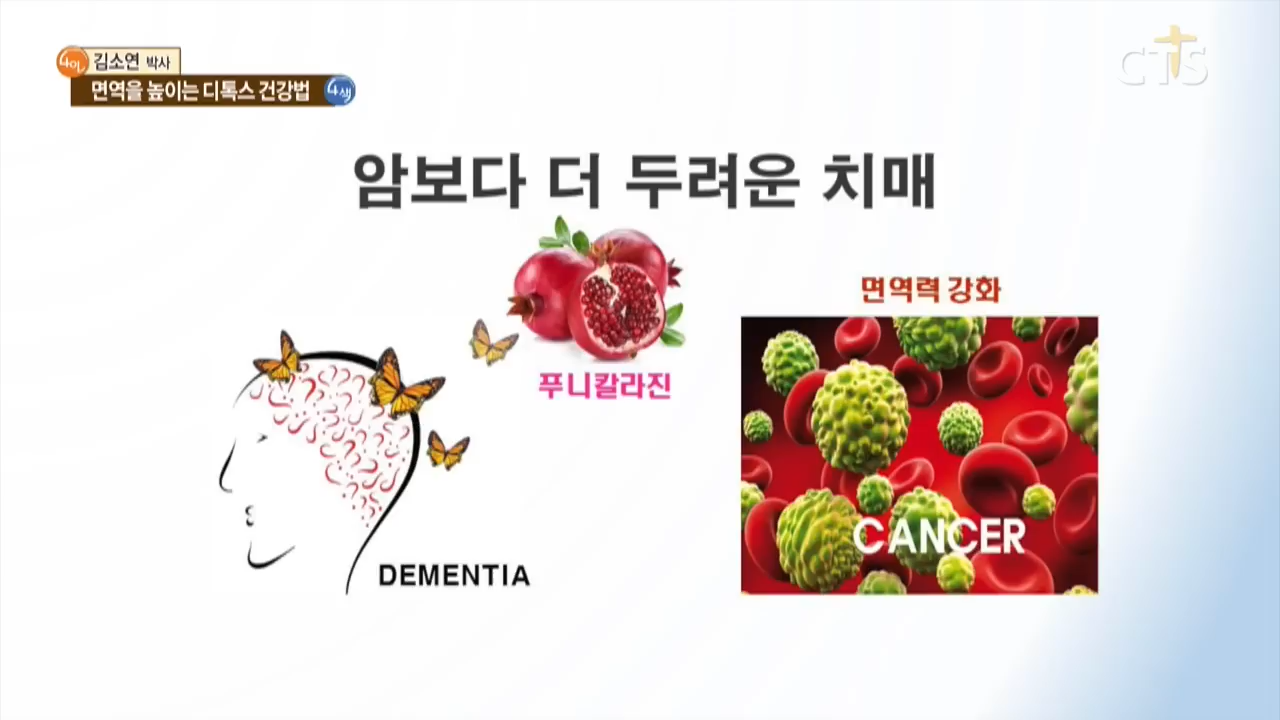 4인 김소연 박사
면역을 높이는 디톡스 건강법 4색
CTS
암보다 더 두려운 치매
면역력 강화
푸니칼라진
CANCER
DEMENTIA